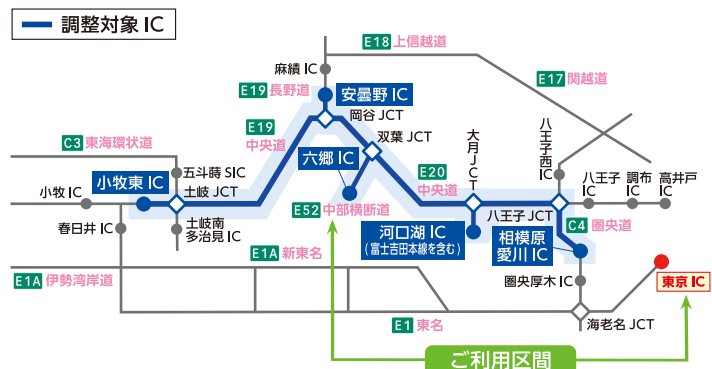 調整対象 IC
E18 上信越道
麻績 IC
E17 関越道
E19 長野道
安曇野 IC
岡谷 JCT
E19
中央道
双葉 JCT
大月JCT
八王子西IC
C3 東海環状道
五斗蒔 SIC
六郷 IC
E20
中央道
八王子IC
調布IC
高井戸IC
小牧東 IC
土岐 JCT
小牧 IC
E52 中部横断道
八王子 JCT
C4 圏央道
春日井 IC
土岐南
多治見 IC
河口湖 IC
(富士吉田本線を含む)
相模原
愛川 IC
E1A 新東名
E1A 伊勢湾岸道
圏央厚木 IC
東京 IC
E1 東名
海老名 JCT
ご利用区間